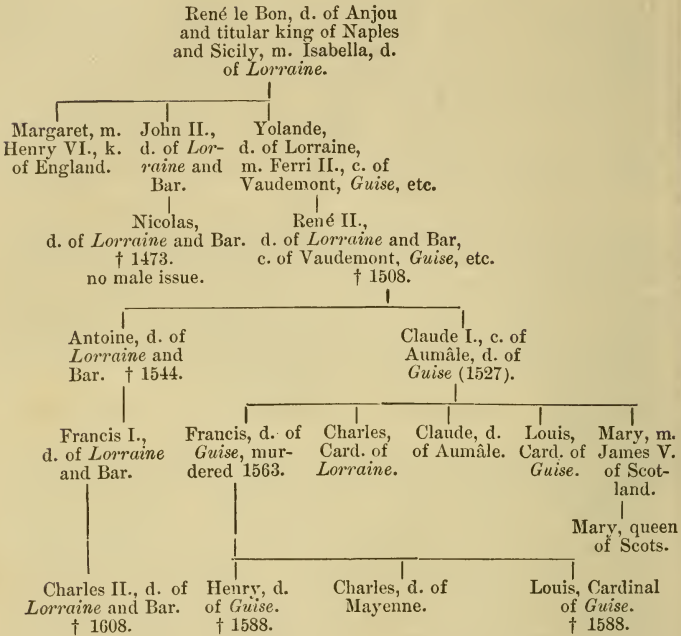 René le Bon, d. of Anjou
and titular king of Naples
and Sicily, m. Isabella, d.
of Lorraine.
Margaret, m.
Henry VI., k.
of England.
John II.,
d. of Lor-
raine and
Bar.
Yolande,
d. of Lorraine,
m. Ferri II., c. of
Vaudemont, Guise, etc.
Nicolas,
d. of Lorraine and Bar.
† 1473.
no male issue.
René II.,
d. of Lorraine and Bar,
c. of Vaudemont, Guise, etc.
† 1508.
Antoine, d. of
Lorraine and
Bar. † 1544.
Claude I., c. of
Aumâle, d. of
Guise (1527).
Francis I.,
d. of Lorraine
and Bar.
Francis, d. of
Guise, mur-
dered 1563.
Charles,
Card. of
Lorraine.
Claude, d.
of Aumâle.
Louis,
Card. of
Guise.
Mary, m.
James V.
of Scot-
land.
Mary, queen
of Scots.
Charles II., d. of
Lorraine and Bar.
† 1608.
Henry, d.
of Guise.
† 1588.
Charles, d. of
Mayenne.
Louis, Cardinal
of Guise.
† 1588.